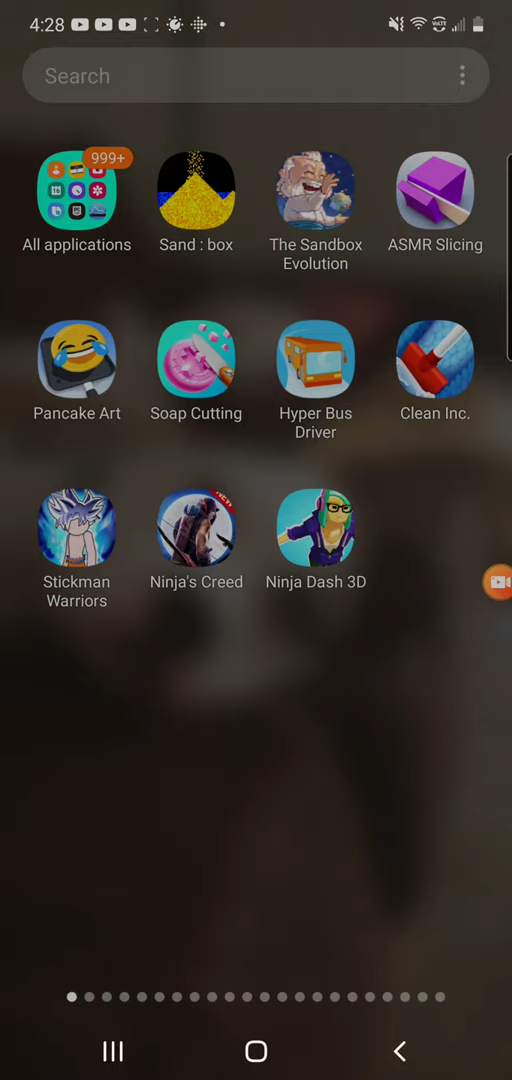 4:28
Search
999+
All applications
Sand : box
The Sandbox
Evolution
ASMR Slicing
Pancake Art
Soap Cutting
Hyper Bus
Driver
Clean Inc.
Stickman
Warriors
Ninja's Creed
Ninja Dash 3D